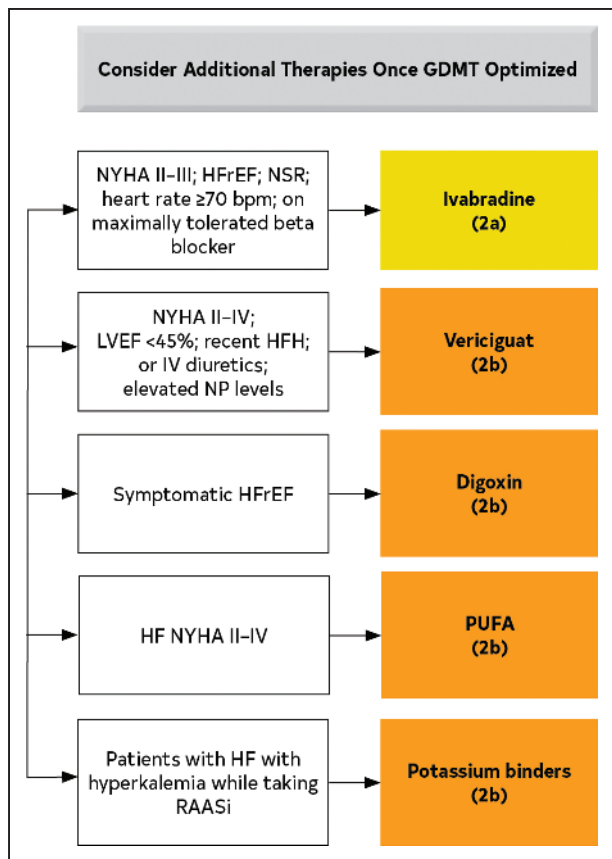 Consider Additional Therapies Once GDMT Optimized
NYHA II–III; HFrEF; NSR;
heart rate ≥70 bpm; on
maximally tolerated beta
blocker
Ivabradine
(2a)
NYHA II–IV;
LVEF <45%; recent HFH;
or IV diuretics;
elevated NP levels
Vericiguat
(2b)
Symptomatic HFrEF
Digoxin
(2b)
HF NYHA II–IV
PUFA
(2b)
Patients with HF with
hyperkalemia while taking
RAASi
Potassium binders
(2b)